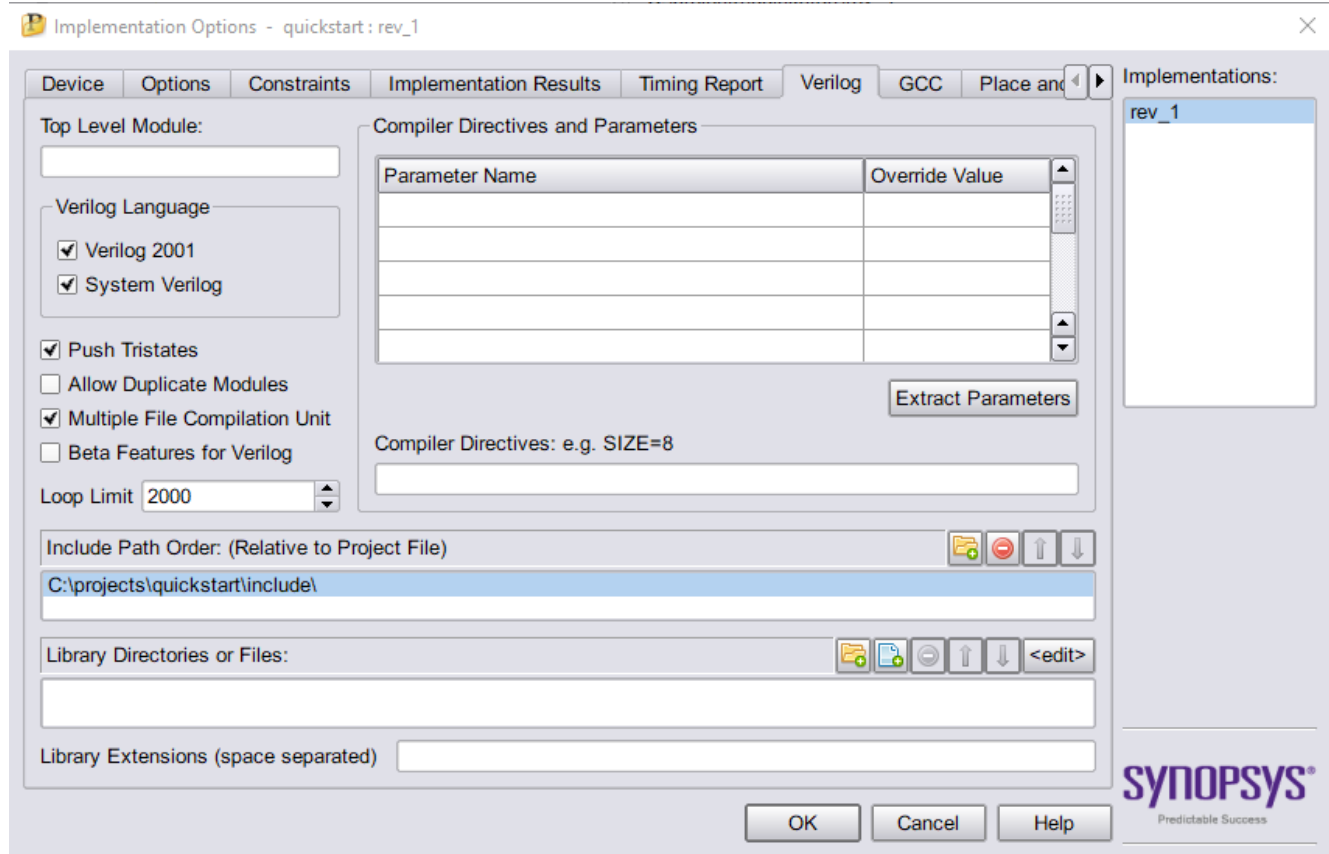 Implementation Options - quickstart : rev_1
Device Options Constraints Implementation Results Timing Report Verilog GCC Place and
Implementations:
rev_1
Top Level Module:
Verilog Language
Verilog 2001
System Verilog
Push Tristates
Allow Duplicate Modules
Multiple File Compilation Unit
Beta Features for Verilog
Loop Limit 2000
Compiler Directives and Parameters
Parameter Name Override Value
Extract Parameters
Compiler Directives: e.g. SIZE=8
Include Path Order: (Relative to Project File)
C:\projects\quickstart\include\
Library Directories or Files:
<edit>
Library Extensions (space separated)
OK Cancel Help
SYNOPSYS®
Predictable Success